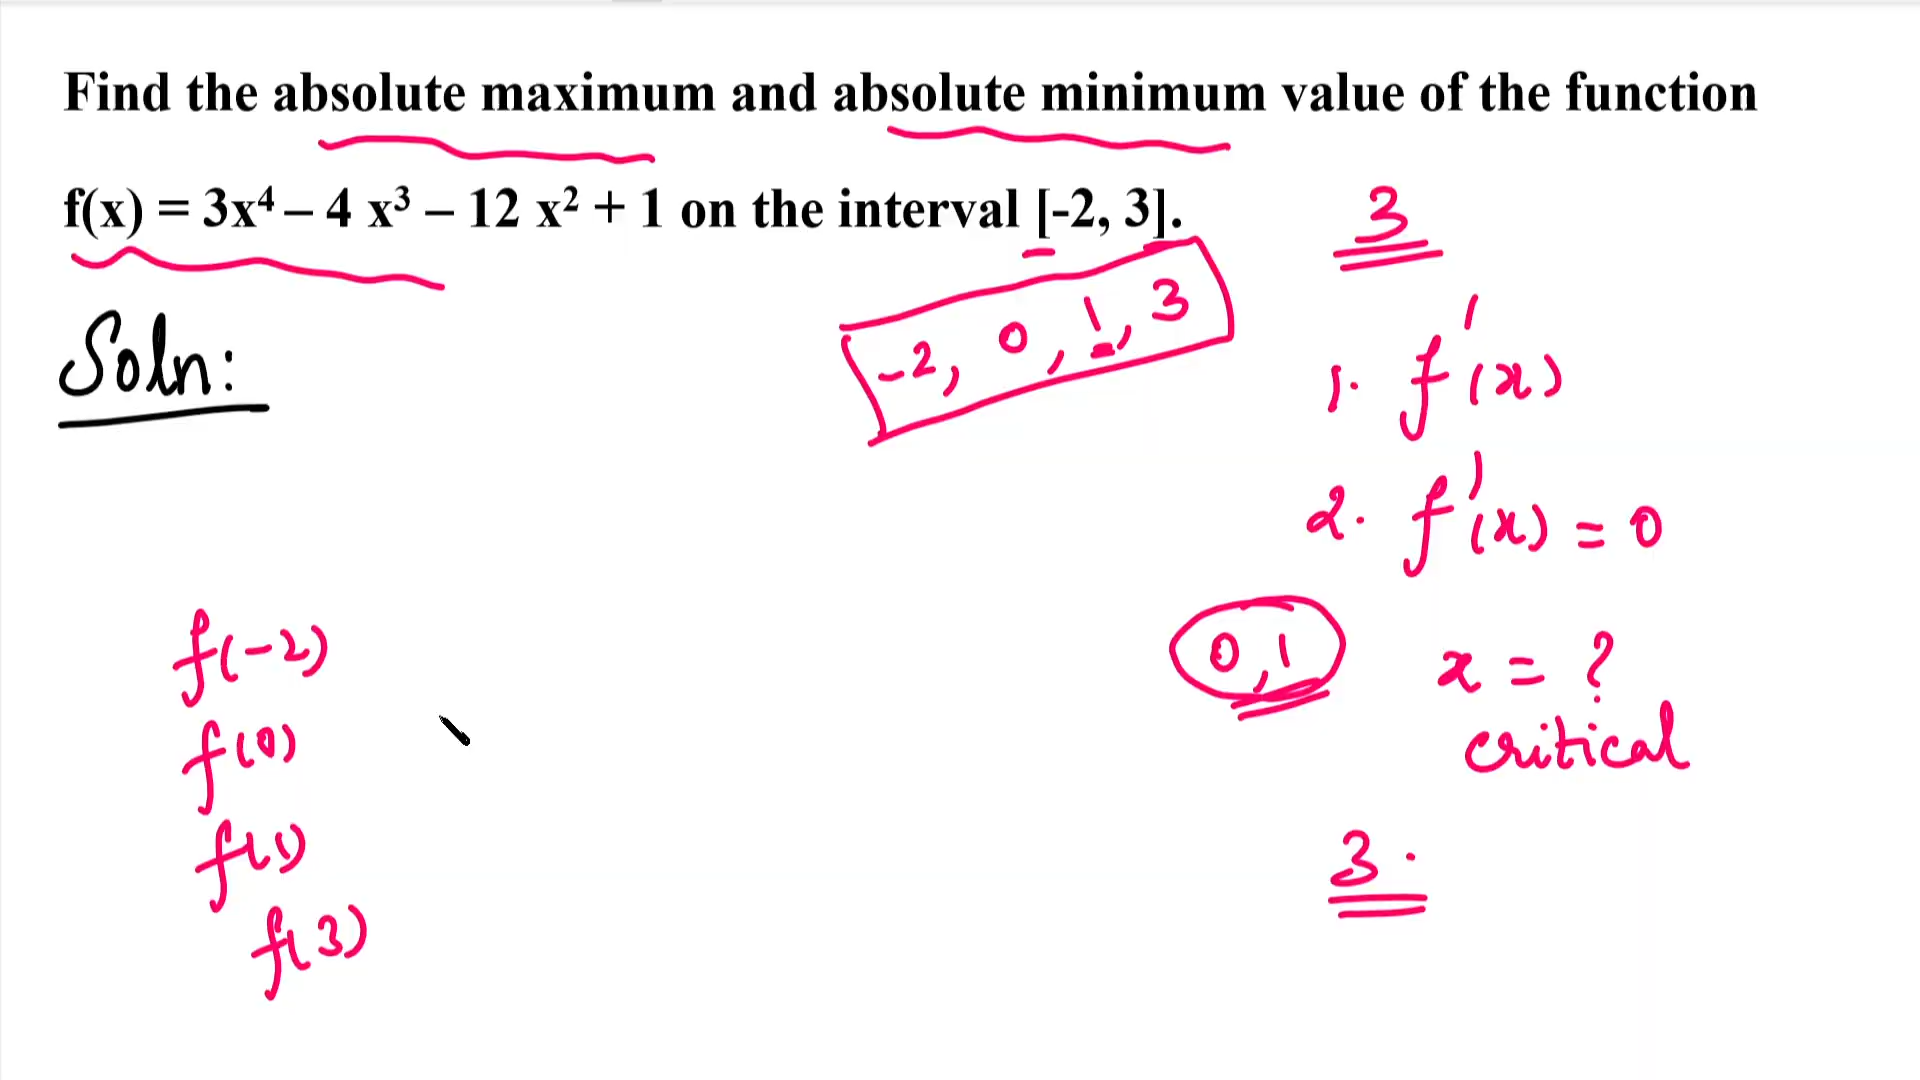 Find the absolute maximum and absolute minimum value of the function
f(x) = 3x⁴ – 4 x³ – 12 x² + 1 on the interval [-2, 3].
3
-2, 0, 1, 3
Soln:
1. f'(x)
2. f'(x) = 0
0, 1
x = ?
critical
f(-2)
f(0)
f(1)
f(3)
3.